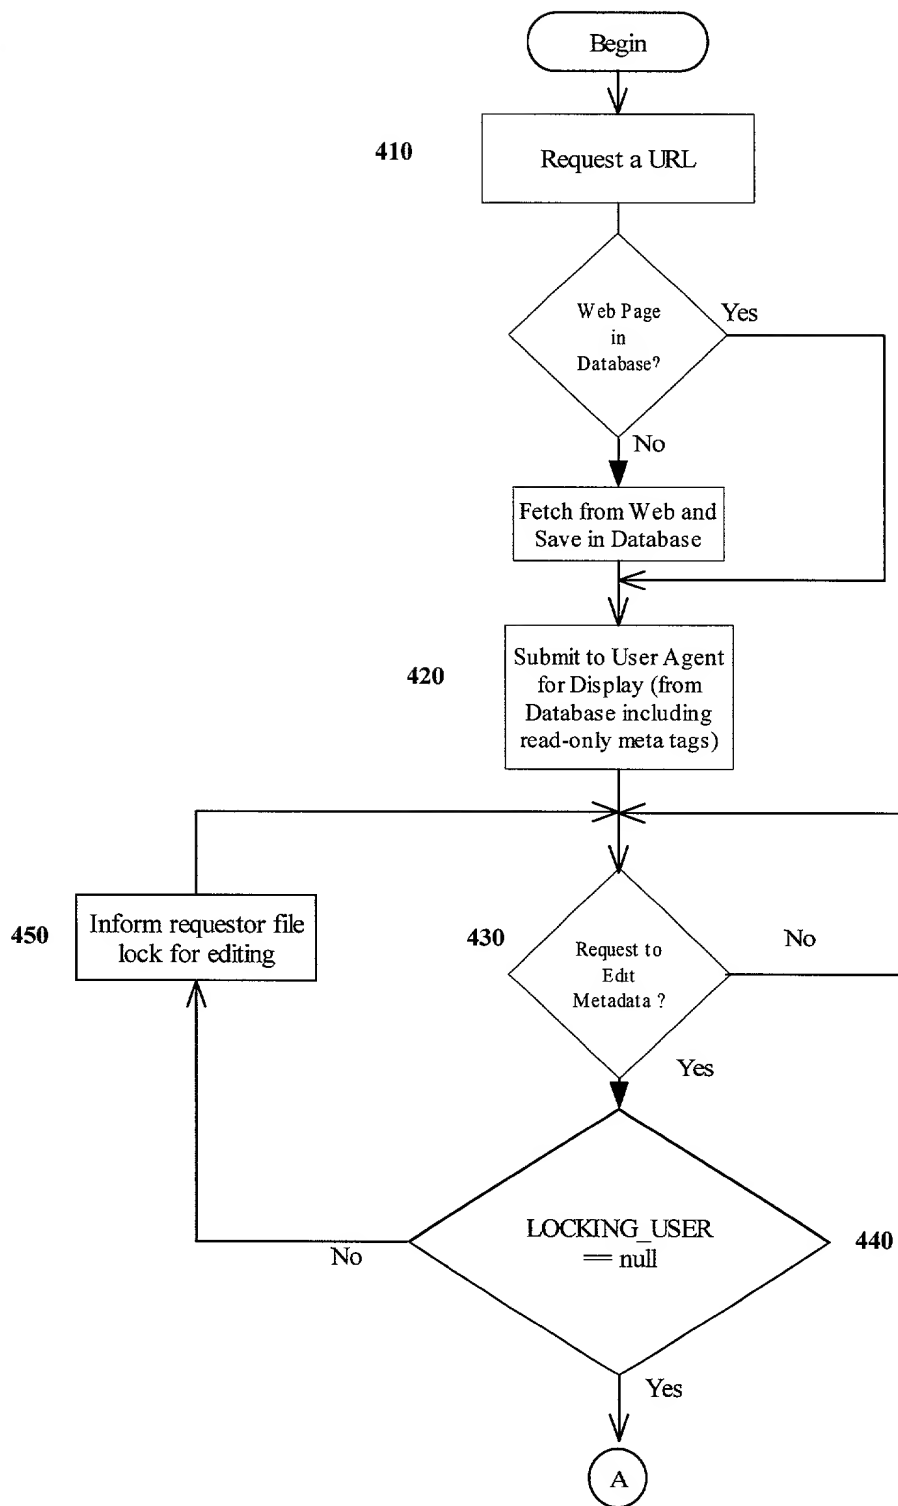 Begin
410
Request a URL
Web Page
in
Database?
Yes
No
Fetch from Web and
Save in Database
420
Submit to User Agent
for Display (from
Database including
read-only meta tags)
450
Inform requestor file
lock for editing
430
Request to
Edit
Metadata ?
No
Yes
LOCKING_USER
== null
440
No
Yes
A